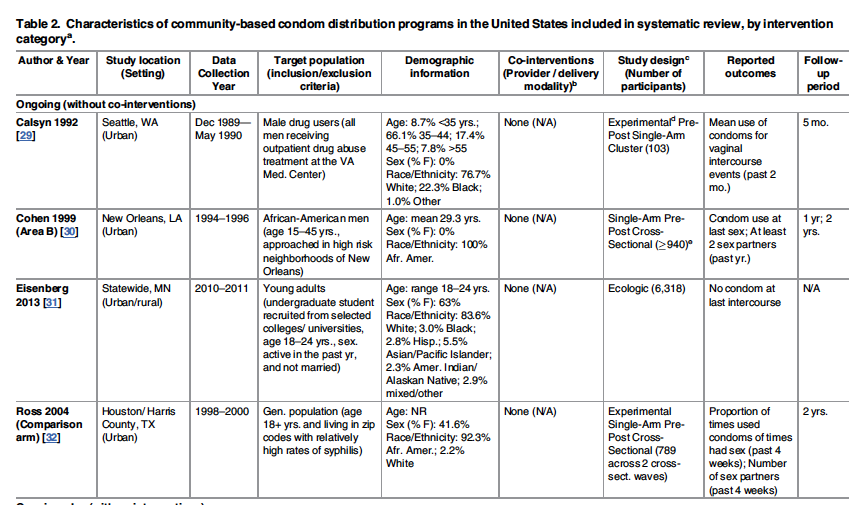 Table 2. Characteristics of community-based condom distribution programs in the United States included in systematic review, by intervention
categorya.
Author & Year Study location Data Target population Demographic Co-interventions Study designc Reported Follow-
(Setting) Collection (inclusion/exclusion information (Provider / delivery (Number of outcomes up
Year criteria) modality)b participants) period
Ongoing (without co-interventions)
Calsyn 1992 Seattle, WA Dec 1989— Male drug users (all Age: 8.7% <35 yrs.; None (N/A) Experimentald Pre- Mean use of 5 mo.
[29] (Urban) May 1990 men receiving 66.1% 35–44; 17.4% Post Single-Arm condoms for
outpatient drug abuse 45–55; 7.8% >55 Cluster (103) vaginal
treatment at the VA Sex (% F): 0% intercourse
Med. Center) Race/Ethnicity: 76.7% events (past 2
White; 22.3% Black; mo.)
1.0% Other
Cohen 1999 New Orleans, LA 1994–1996 African-American men Age: mean 29.3 yrs. None (N/A) Single-Arm Pre- Condom use at 1 yr; 2
(Area B) [30] (Urban) (age 15–45 yrs., Sex (% F): 0% Post Cross- last sex; At least yrs.
approached in high risk Race/Ethnicity: 100% Sectional (≥940)e 2 sex partners
neighborhoods of New Afr. Amer. (past yr.)
Orleans)
Eisenberg Statewide, MN 2010–2011 Young adults Age: range 18–24 yrs. None (N/A) Ecologic (6,318) No condom at N/A
2013 [31] (Urban/rural) (undergraduate student Sex (% F): 63% last intercourse
recruited from selected Race/Ethnicity: 83.6%
colleges/ universities, White; 3.0% Black;
age 18–24 yrs., sex. 2.8% Hisp.; 5.5%
active in the past yr, Asian/Pacific Islander;
and not married) 2.3% Amer. Indian/
Alaskan Native; 2.9%
mixed/other
Ross 2004 Houston/ Harris 1998–2000 Gen. population (age Age: NR None (N/A) Experimental Proportion of 2 yrs.
(Comparison County, TX 18+ yrs. and living in zip Sex (% F): 41.6% Single-Arm Pre- times used
arm) [32] (Urban) codes with relatively Race/Ethnicity: 92.3% Post Cross- condoms of times
high rates of syphilis) Afr. Amer.; 2.2% Sectional (789 had sex (past 4
White across 2 cross- weeks); Number
sect. waves) of sex partners
(past 4 weeks)